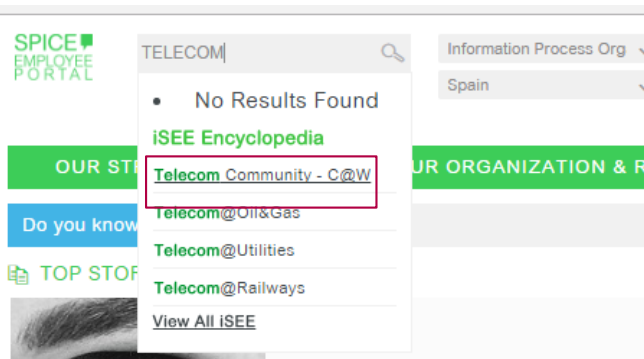 SPICE
EMPLOYEE
PORTAL
TELECOM
Information Process Org
Spain
No Results Found
iSEE Encyclopedia
OUR ST
UR ORGANIZATION & R
Telecom Community - C@W
Telecom@Oil&Gas
Do you know
Telecom@Utilities
TOP STOR
Telecom@Railways
View All iSEE